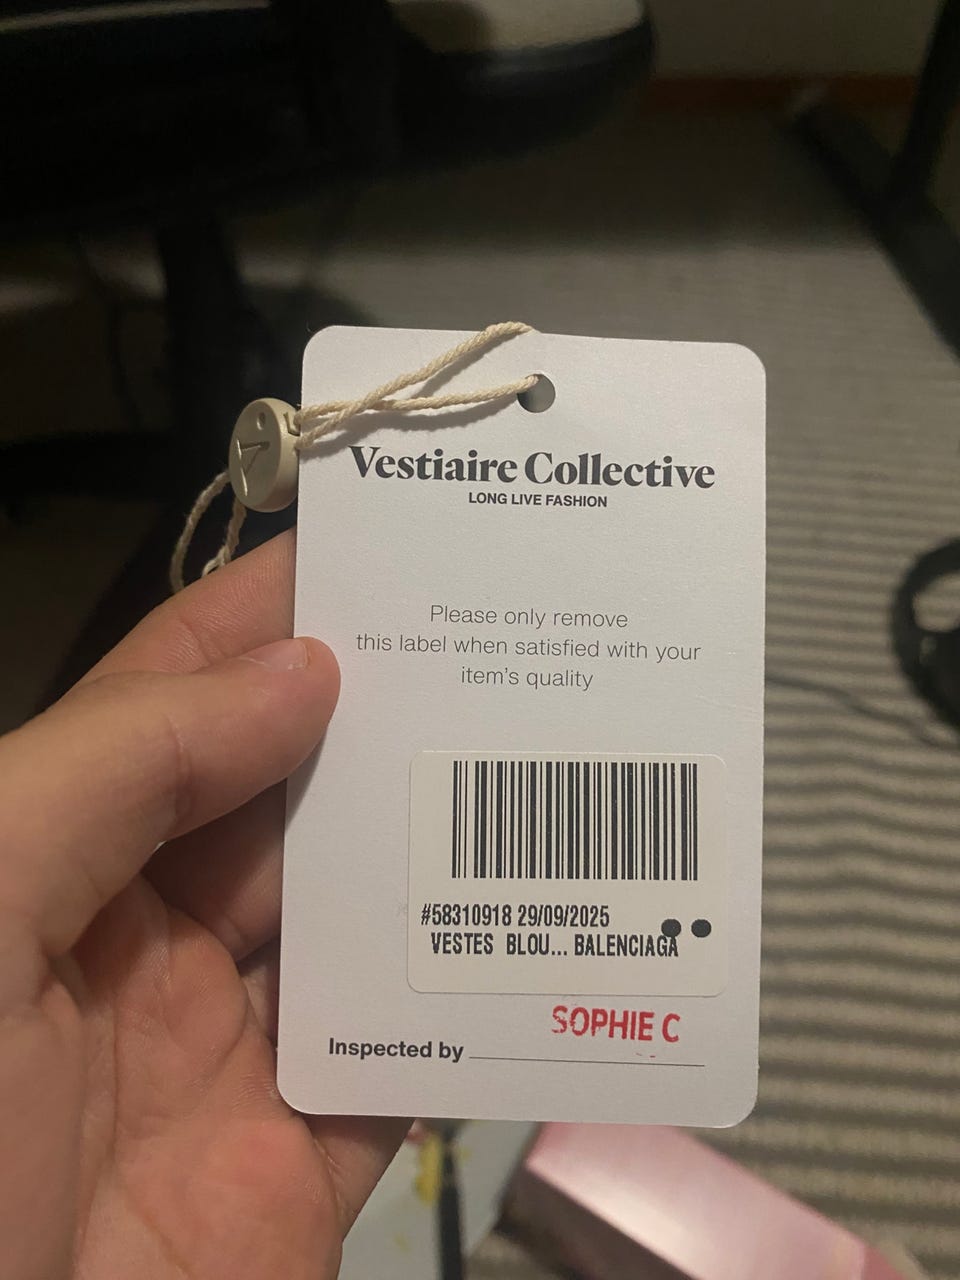 Vestiaire Collective
LONG LIVE FASHION
Please only remove
this label when satisfied with your
item's quality
#58310918 29/09/2025
VESTES BLOU... BALENCIAGA
SOPHIE C
Inspected by